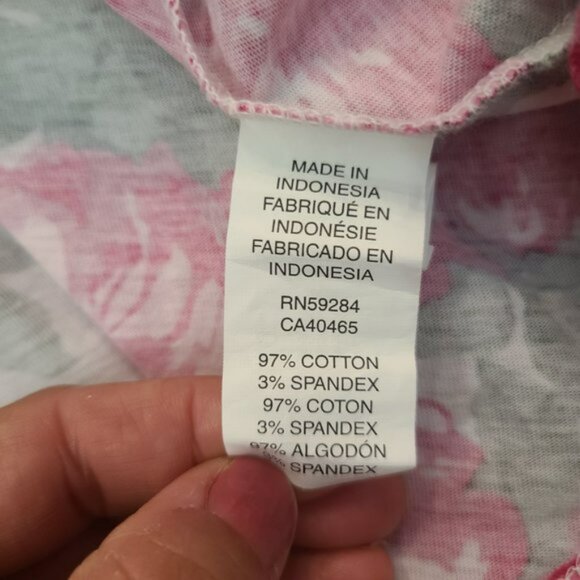 MADE IN
INDONESIA
FABRIQUÉ EN
INDONÉSIE
FABRICADO EN
INDONESIA
RN59284
CA40465
97% COTTON
3% SPANDEX
97% COTON
3% SPANDEX
97% ALGODÓN
SPANDEX